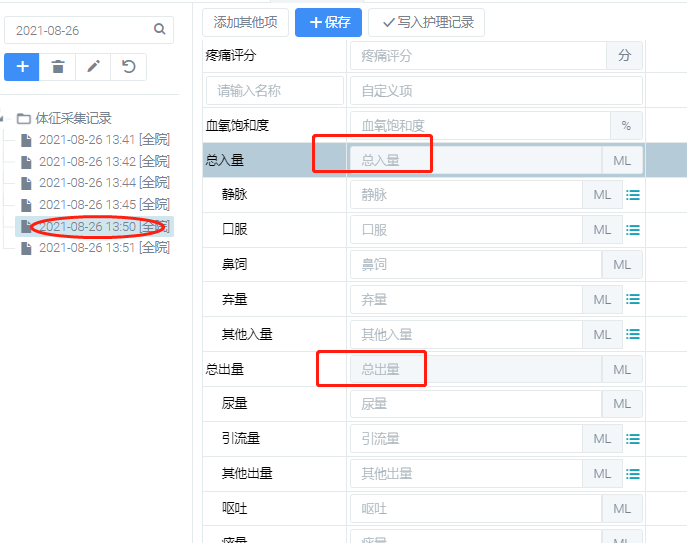 2021-08-26
添加其他项
保存
写入护理记录
体征采集记录
2021-08-26 13:41 [全院]
2021-08-26 13:42 [全院]
2021-08-26 13:44 [全院]
2021-08-26 13:45 [全院]
2021-08-26 13:50 [全院]
2021-08-26 13:51 [全院]
疼痛评分 疼痛评分 分
请输入名称 自定义项
血氧饱和度 血氧饱和度 %
总入量 总入量 ML
静脉 静脉 ML
口服 口服 ML
鼻饲 鼻饲 ML
弃量 弃量 ML
其他入量 其他入量 ML
总出量 总出量 ML
尿量 尿量 ML
引流量 引流量 ML
其他出量 其他出量 ML
呕吐 呕吐 ML